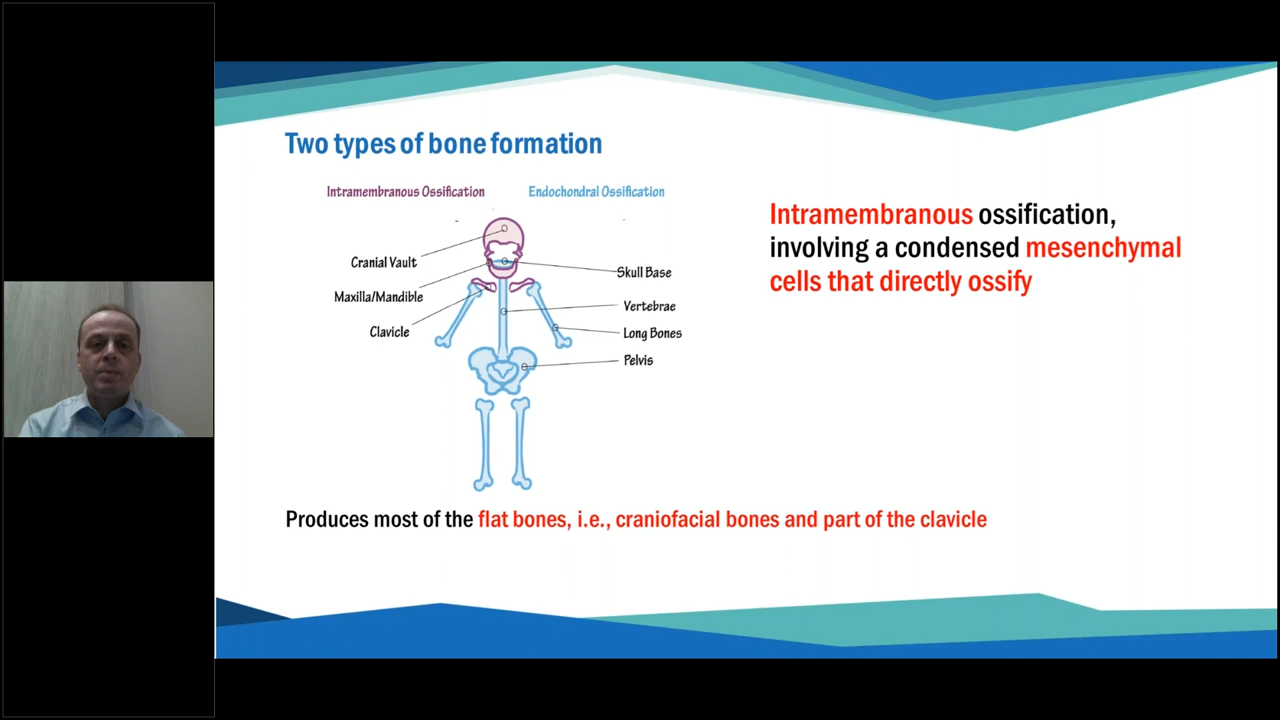 Two types of bone formation
Intramembranous Ossification
Endochondral Ossification
Cranial Vault
Maxilla/Mandible
Clavicle
Skull Base
Vertebrae
Long Bones
Pelvis
Intramembranous ossification,
involving a condensed mesenchymal
cells that directly ossify
Produces most of the flat bones, i.e., craniofacial bones and part of the clavicle